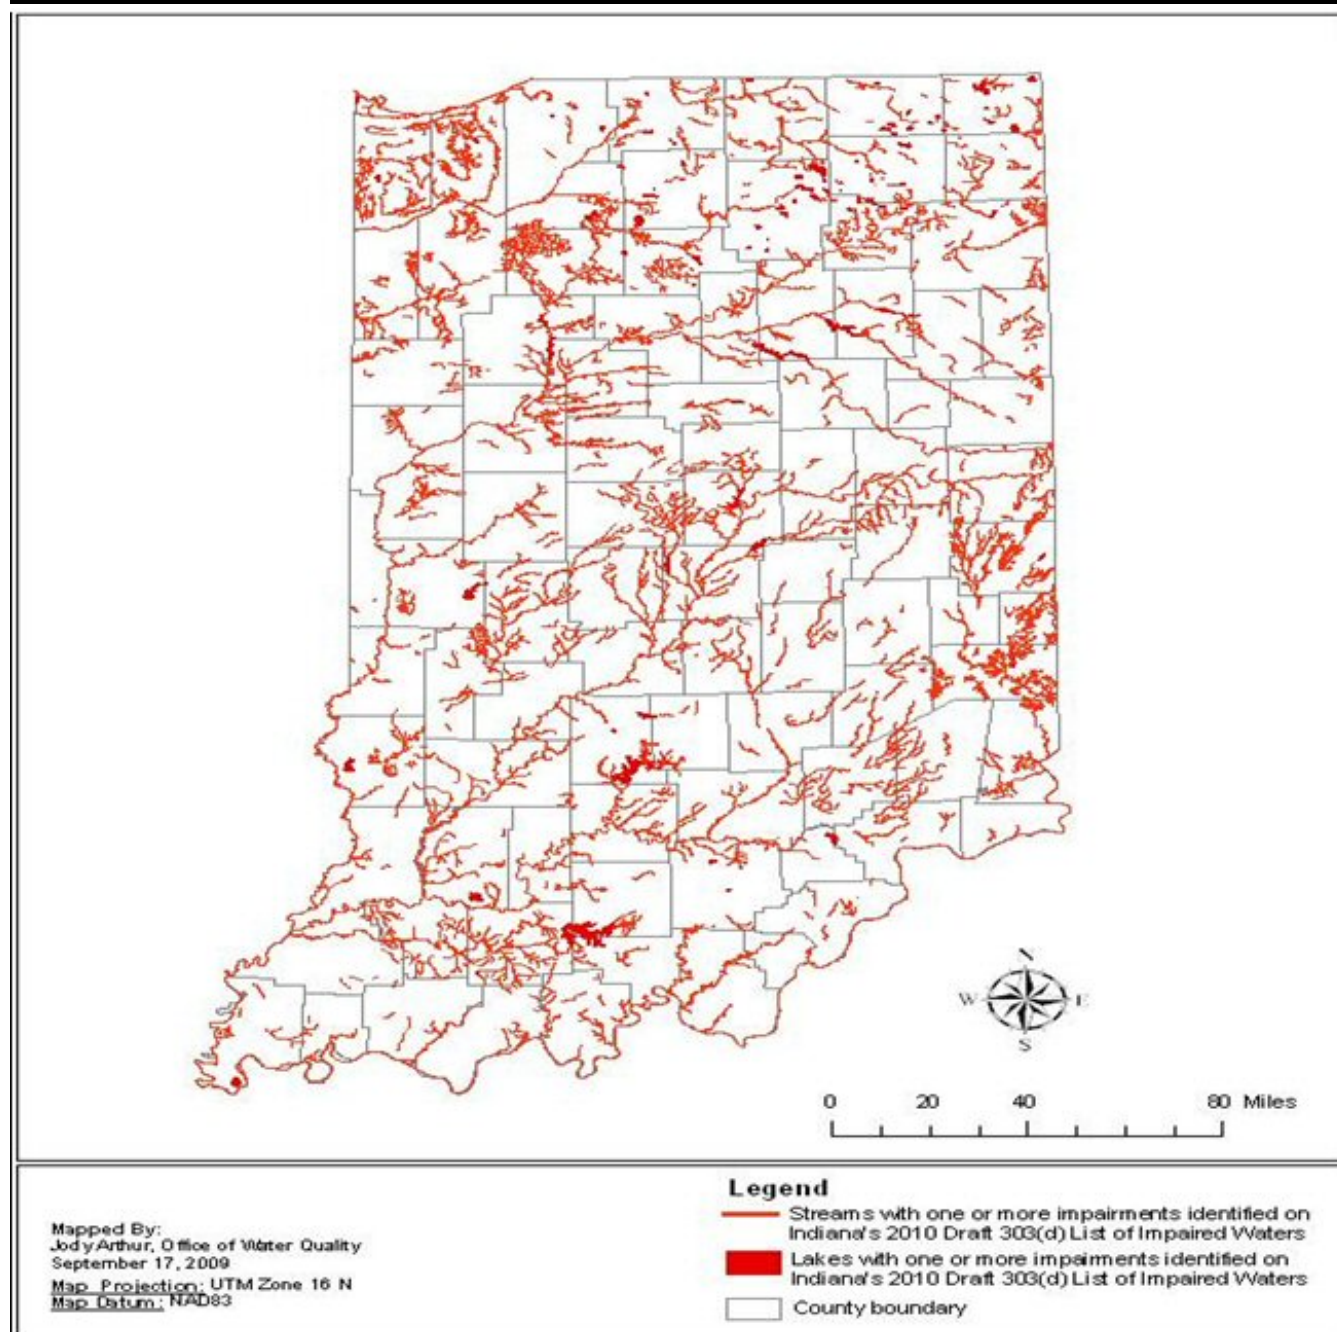 N
W E
S
0 20 40 80 Miles
Legend
Streams with one or more impairments identified on
Indiana's 2010 Draft 303(d) List of Impaired Waters
Lakes with one or more impairments identified on
Indiana's 2010 Draft 303(d) List of Impaired Waters
County boundary
Mapped By:
Jody Arthur, Office of Water Quality
September 17, 2009
Map Projection: UTM Zone 16 N
Map Datum: NAD83